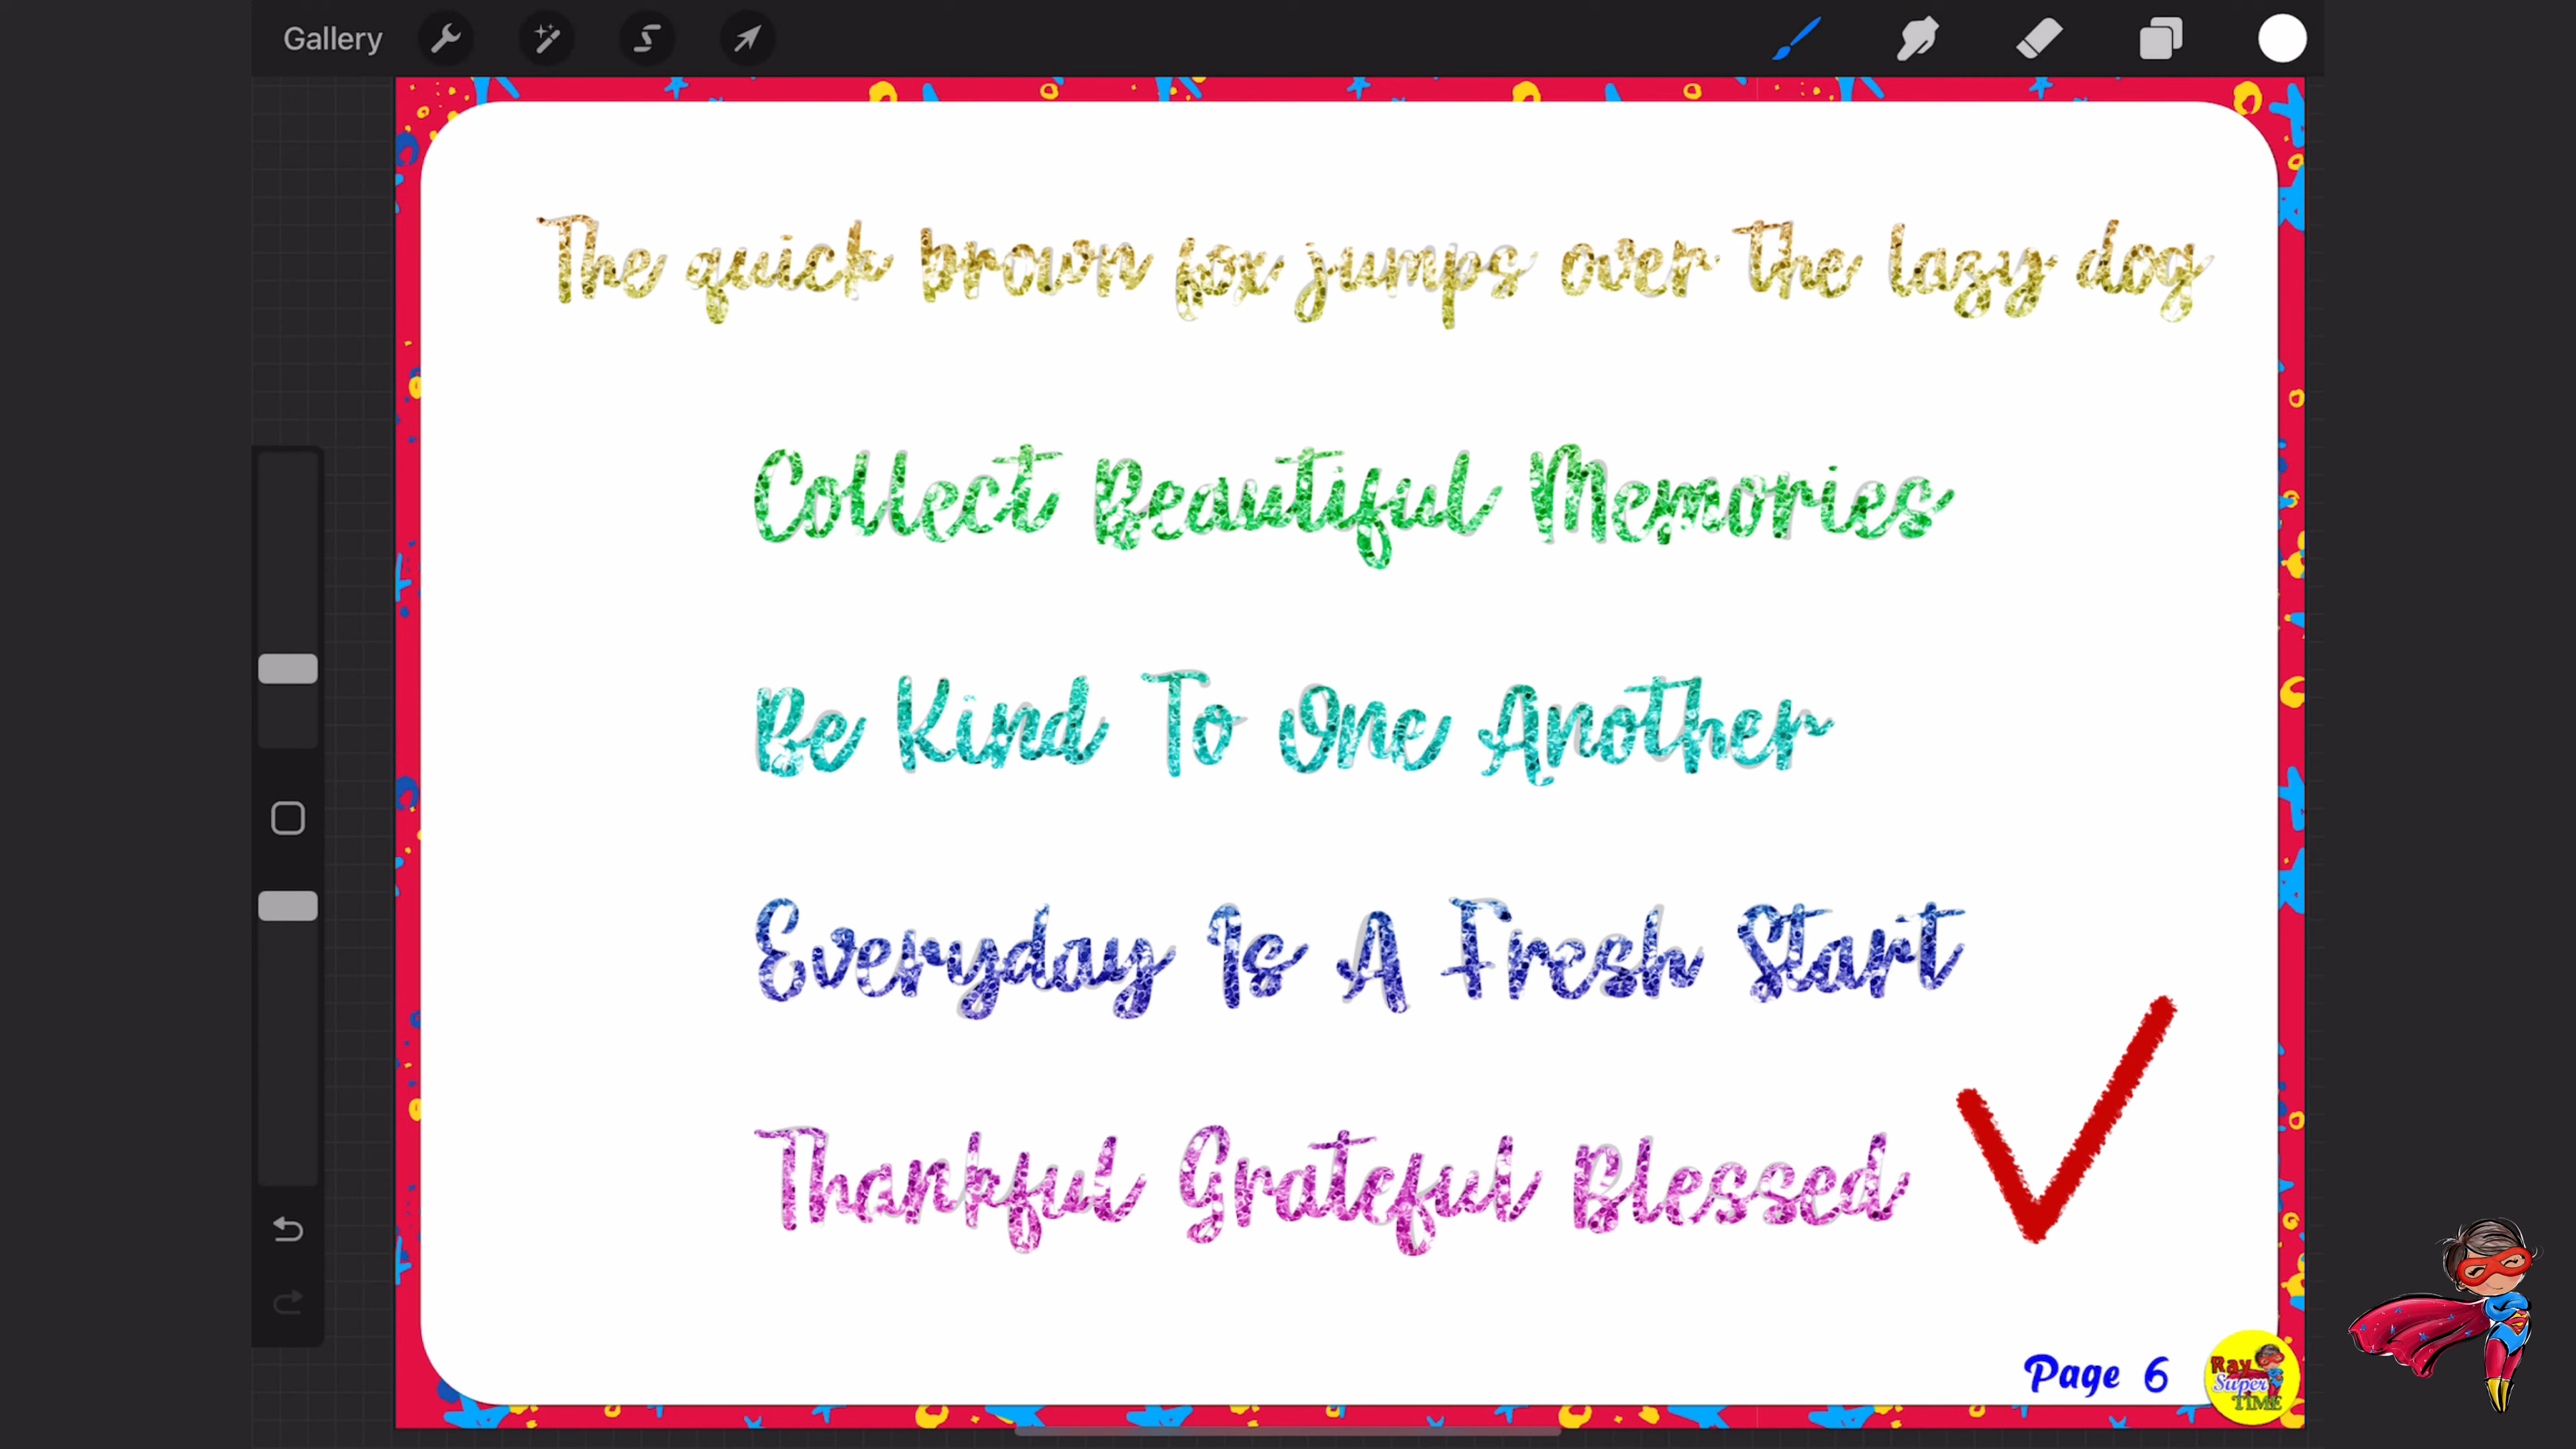 Gallery
The quick brown fox jumps over the lazy dog
Collect Beautiful Memories
Be Kind To One Another
Everyday Is A Fresh Start
Thankful Grateful Blessed
Page 6
Ray
Super
TIME